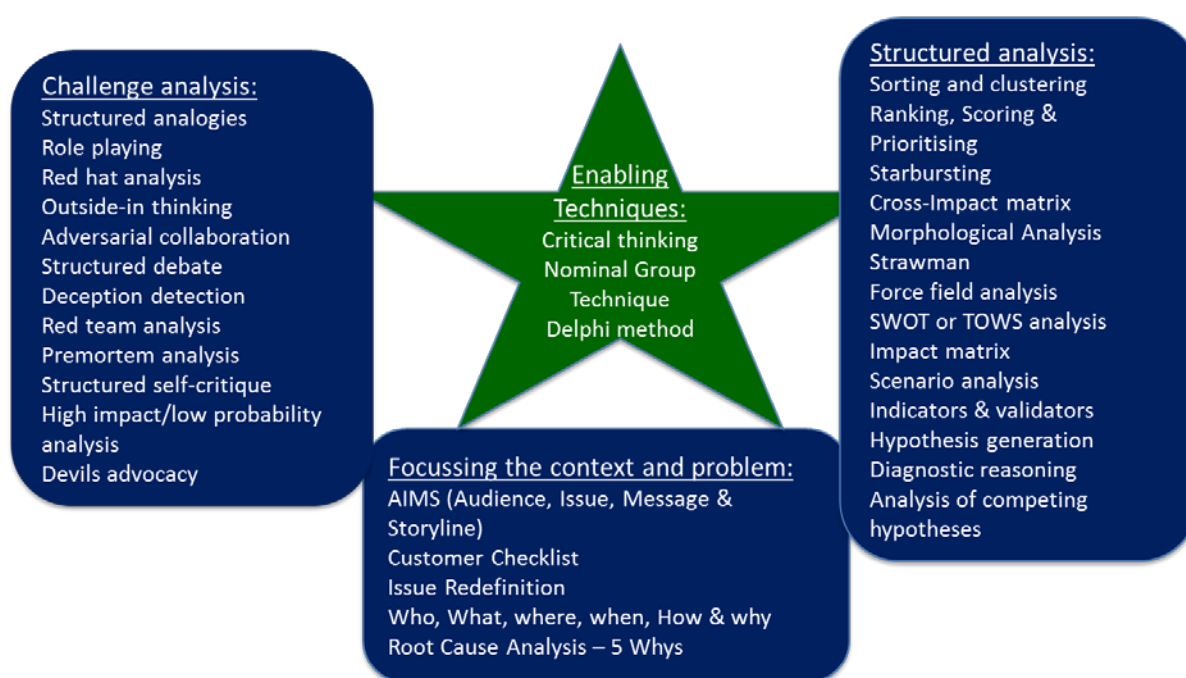 Challenge analysis:
Structured analogies
Role playing
Red hat analysis
Outside-in thinking
Adversarial collaboration
Structured debate
Deception detection
Red team analysis
Premortem analysis
Structured self-critique
High impact/low probability
analysis
Devils advocacy
Enabling
Techniques:
Critical thinking
Nominal Group
Technique
Delphi method
Structured analysis:
Sorting and clustering
Ranking, Scoring &
Prioritising
Starbursting
Cross-Impact matrix
Morphological Analysis
Strawman
Force field analysis
SWOT or TOWS analysis
Impact matrix
Scenario analysis
Indicators & validators
Hypothesis generation
Diagnostic reasoning
Analysis of competing
hypotheses
Focussing the context and problem:
AIMS (Audience, Issue, Message &
Storyline)
Customer Checklist
Issue Redefinition
Who, What, where, when, How & why
Root Cause Analysis – 5 Whys